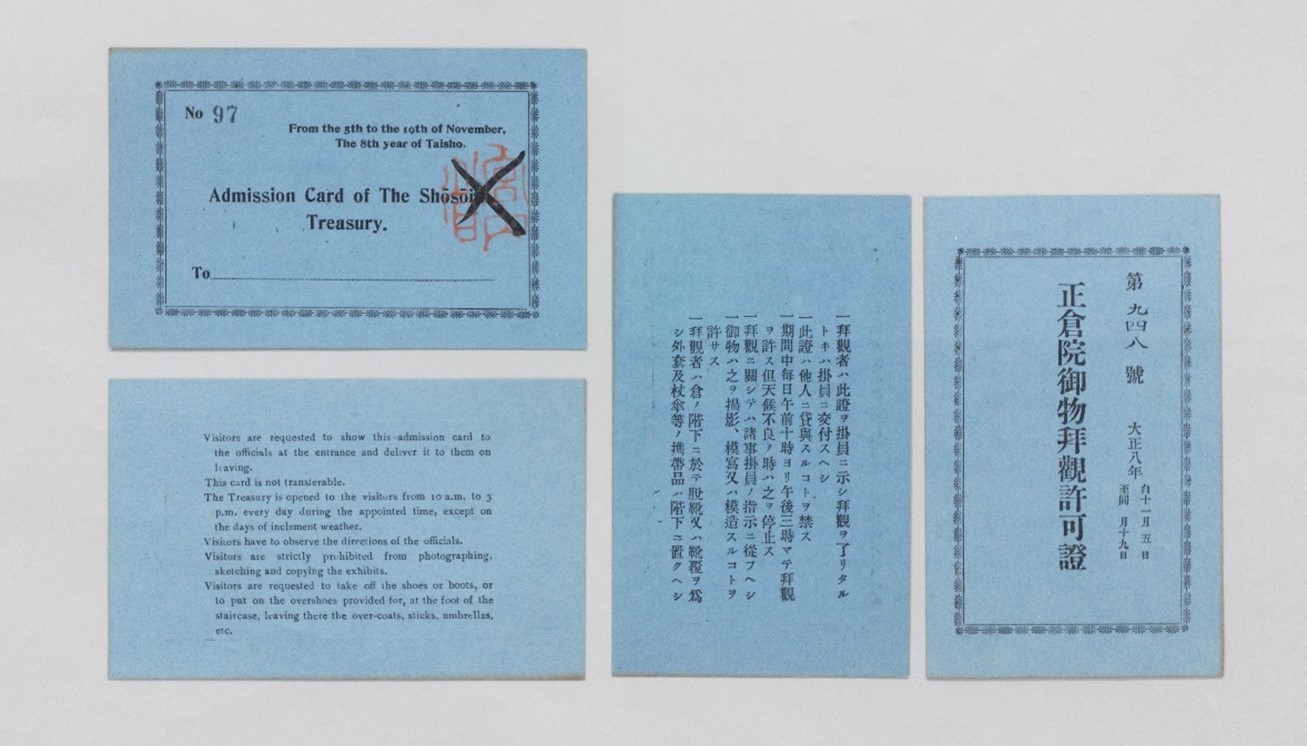 No 97
From the 5th to the 19th of November,
The 8th year of Taisho.
Admission Card of The Shōsōin
Treasury.
To
Visitors are requested to show this admission card to
the officials at the entrance and deliver it to them on
leaving.
This card is not transferable.
The Treasury is opened to the visitors from 10 a.m. to 3
p.m. every day during the appointed time, except on
the days of inclement weather.
Visitors have to observe the directions of the officials.
Visitors are strictly prohibited from photographing,
sketching and copying the exhibits.
Visitors are requested to take off the shoes or boots, or
to put on the overshoes provided for, at the foot of the
staircase, leaving there the over-coats, sticks, umbrellas,
etc.
一拜觀者ハ此證ヲ掛員ニ示シ拜觀ヲ了リタル
トキハ掛員ニ交付スヘシ
一此證ハ他人ニ貸與スルコトヲ禁ス
一期間中每日午前十時ヨリ午後三時マテ拜觀
ヲ許ス但天候不良ノ時ハ之ヲ停止ス
一拜觀ニ關シテハ諸事掛員ノ指示ニ從フヘシ
一御物ハ之ヲ撮影、模寫又ハ模造スルコトヲ
許サス
一拜觀者ハ倉ノ階下ニ於テ脫靴又ハ靴覆ヲ爲
シ外套及杖傘等ノ携帶品ハ階下ニ置クヘシ
第九四八號 大正八年 自十一月五日
至同月十九日
正倉院御物拜觀許可證